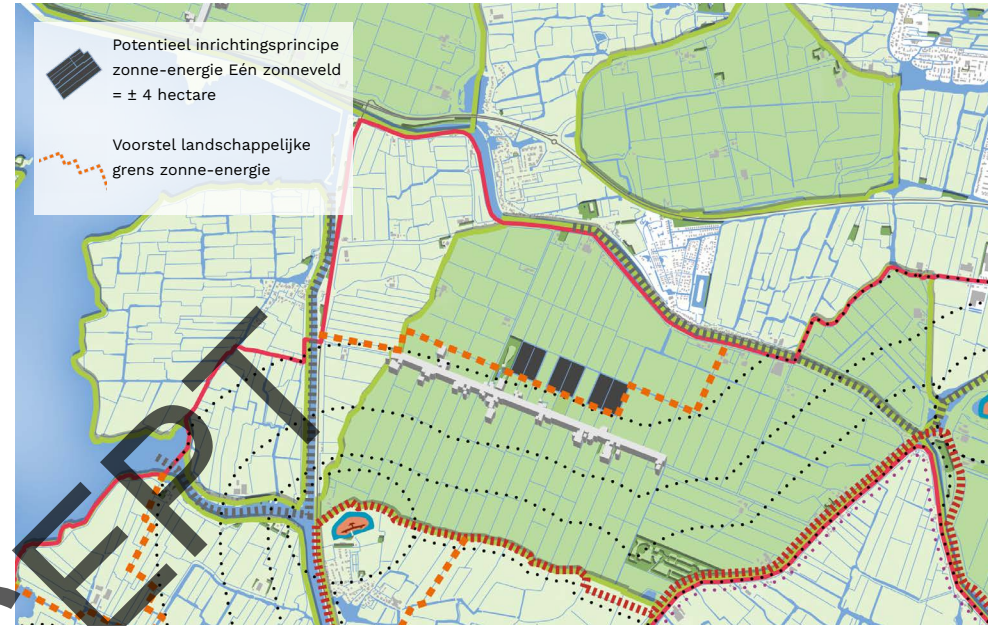 Potentieel inrichtingsprincipe
zonne-energie Eén zonneveld
= ± 4 hectare
Voorstel landschappelijke
grens zonne-energie
EPT